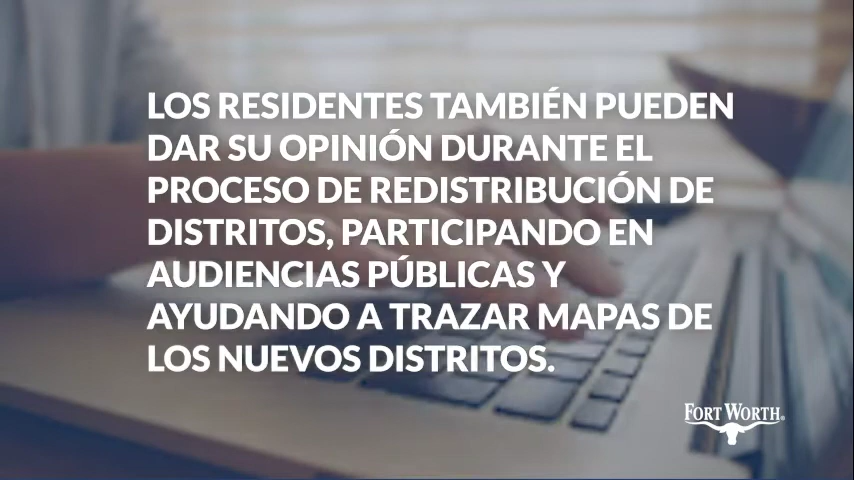 LOS RESIDENTES TAMBIÉN PUEDEN
DAR SU OPINIÓN DURANTE EL
PROCESO DE REDISTRIBUCIÓN DE
DISTRITOS, PARTICIPANDO EN
AUDIENCIAS PÚBLICAS Y
AYUDANDO A TRAZAR MAPAS DE
LOS NUEVOS DISTRITOS.
FORT WORTH®